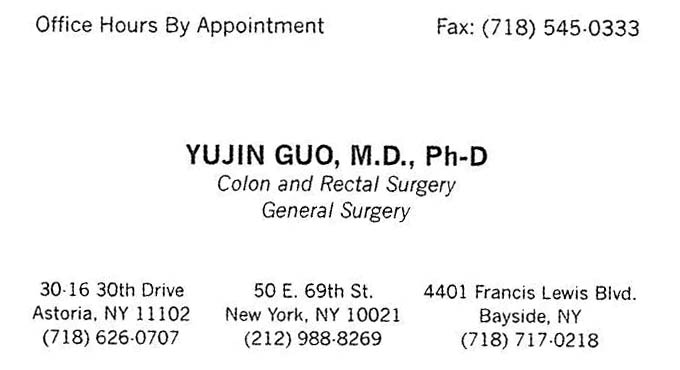 Office Hours By Appointment Fax: (718) 545-0333
YUJIN GUO, M.D., Ph-D
Colon and Rectal Surgery
General Surgery
30-16 30th Drive
Astoria, NY 11102
(718) 626-0707
50 E. 69th St.
New York, NY 10021
(212) 988-8269
4401 Francis Lewis Blvd.
Bayside, NY
(718) 717-0218